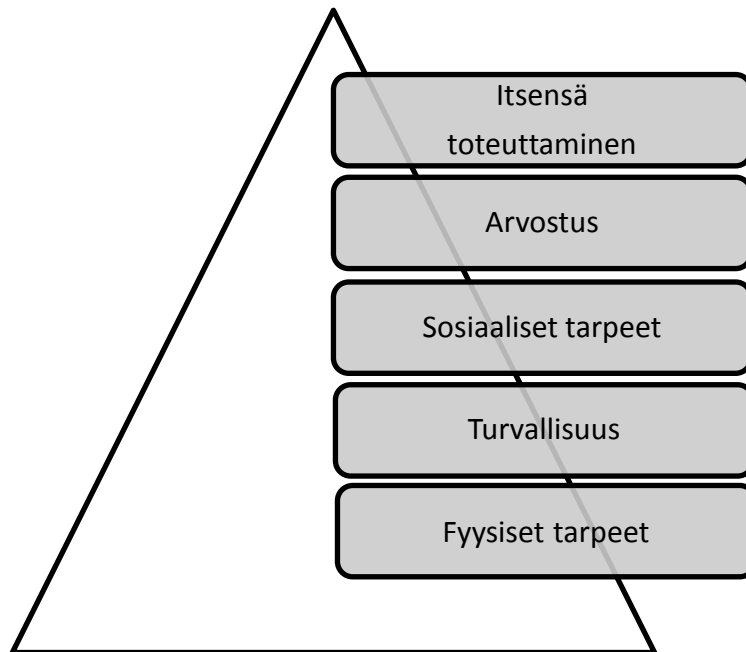 Itsensä
toteuttaminen
Arvostus
Sosiaaliset tarpeet
Turvallisuus
Fyysiset tarpeet